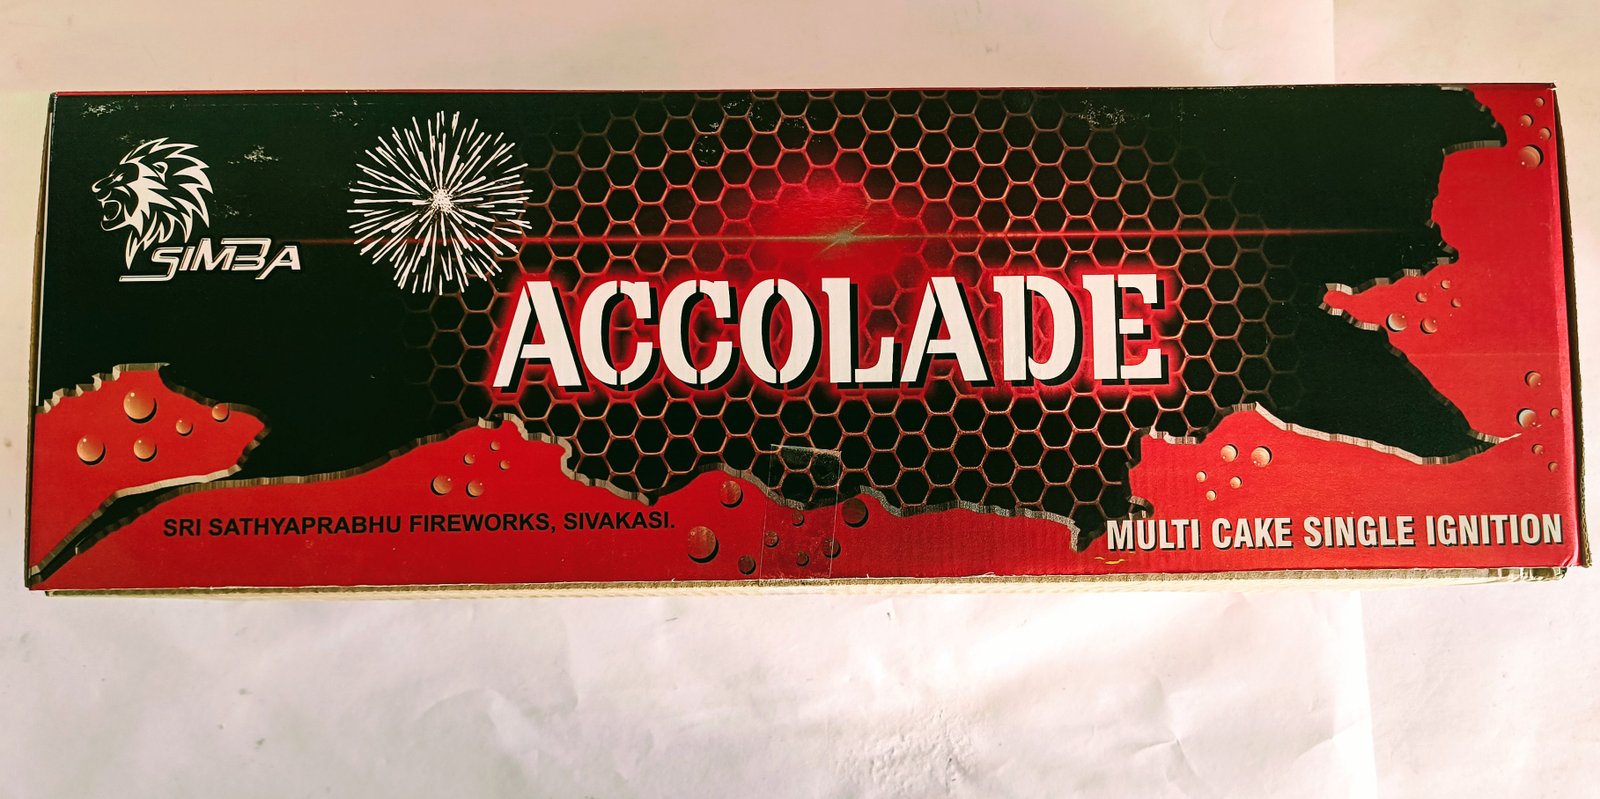 SIMBA
ACCOLADE
SRI SATHYAPRABHU FIREWORKS, SIVAKASI.
MULTI CAKE SINGLE IGNITION